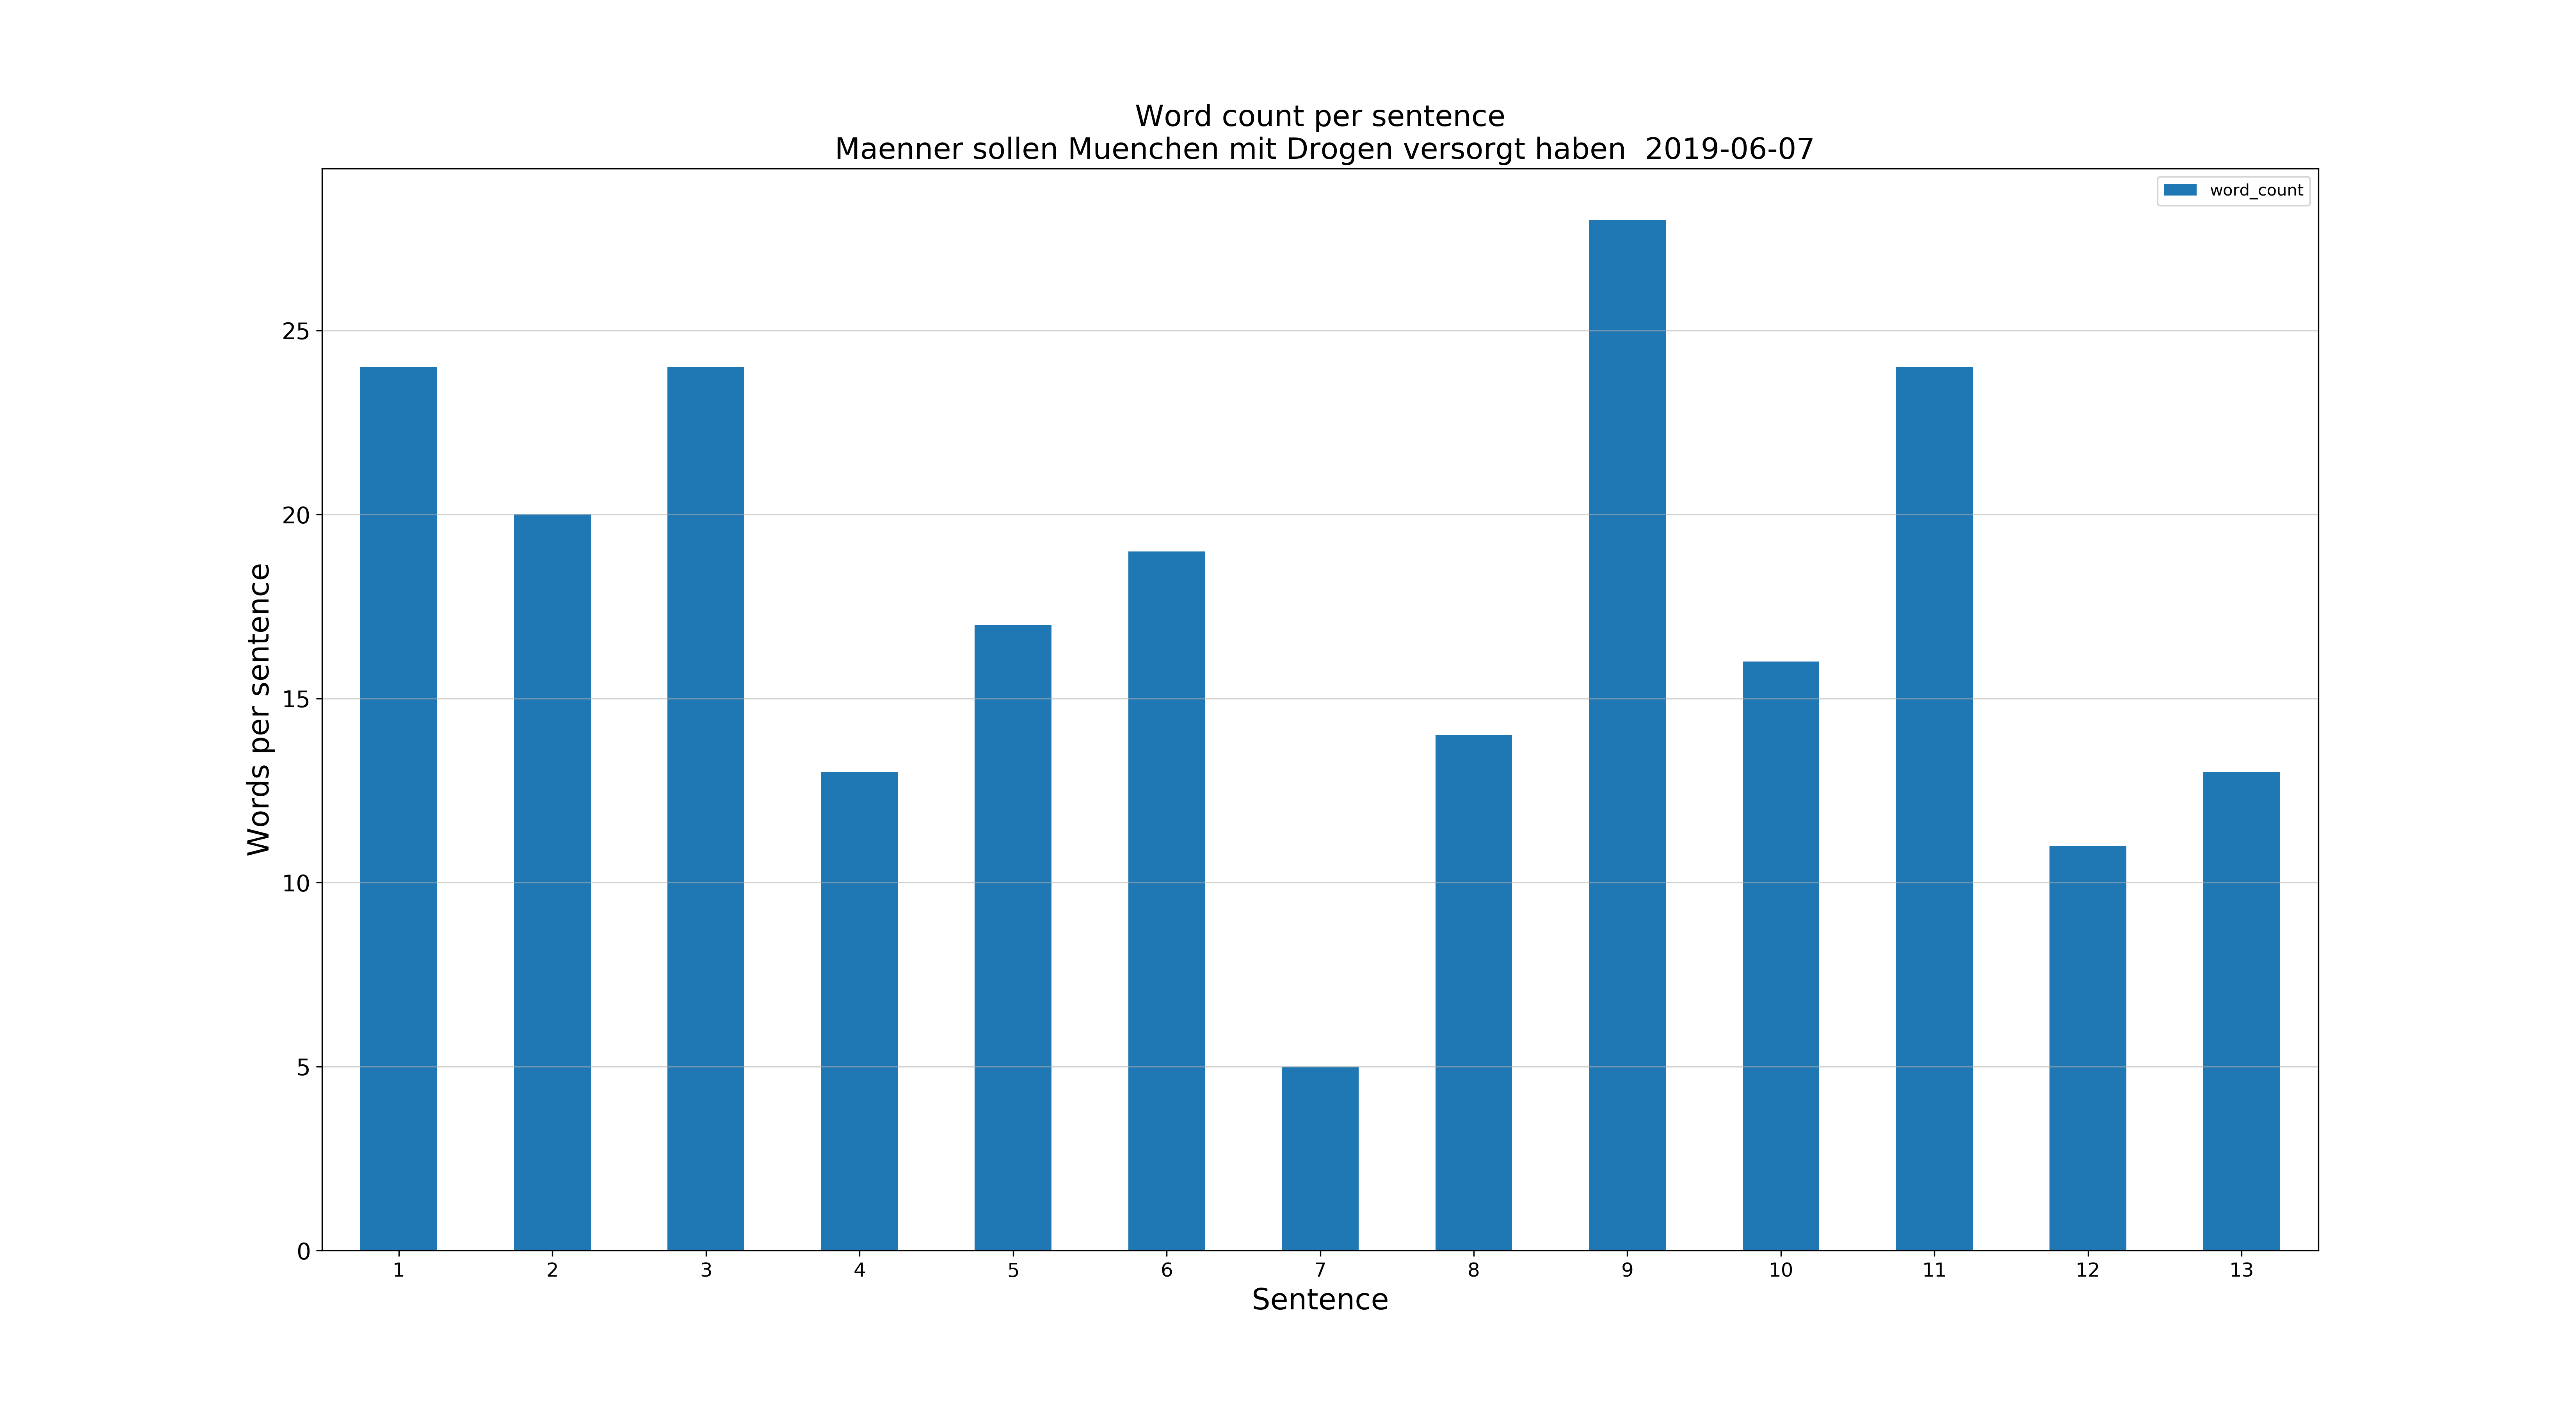 Word count per sentence
Maenner sollen Muenchen mit Drogen versorgt haben  2019-06-07
word_count
25
20
15
10
5
0
Words per sentence
1 2 3 4 5 6 7 8 9 10 11 12 13
Sentence